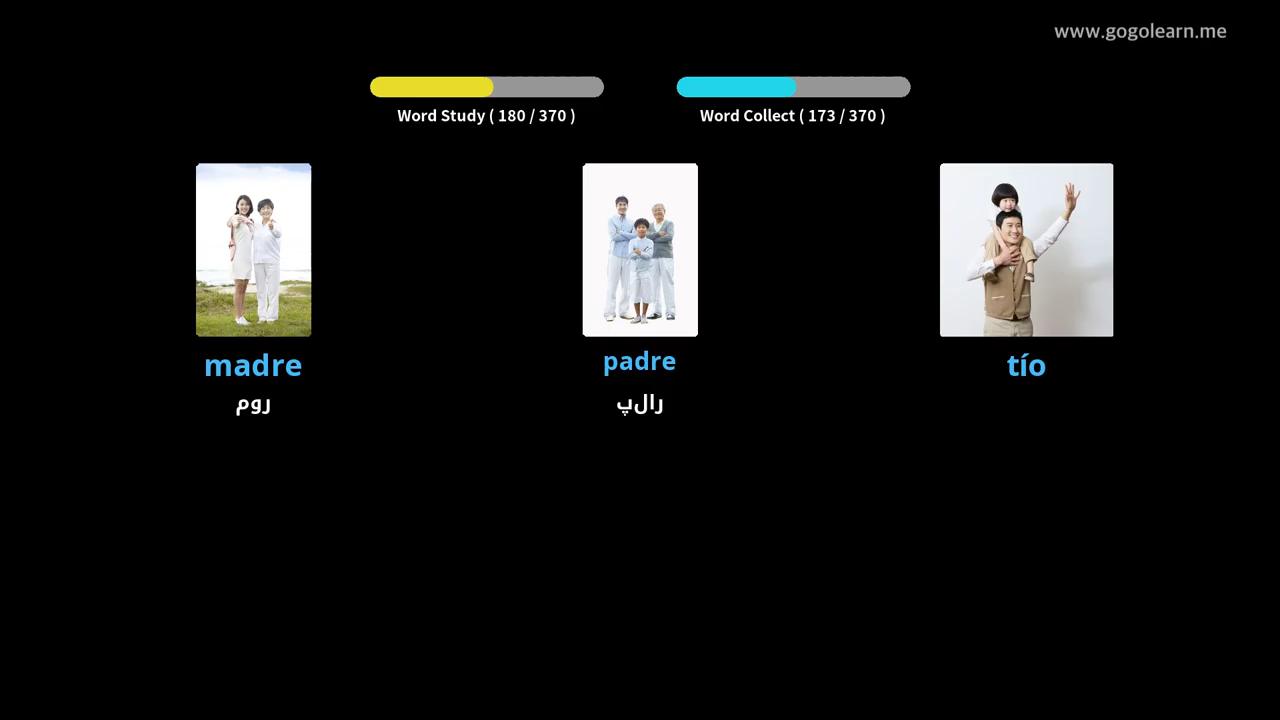 www.gogolearn.me
Word Study ( 180 / 370 )
Word Collect ( 173 / 370 )
madre
روم
padre
رالپ
tío